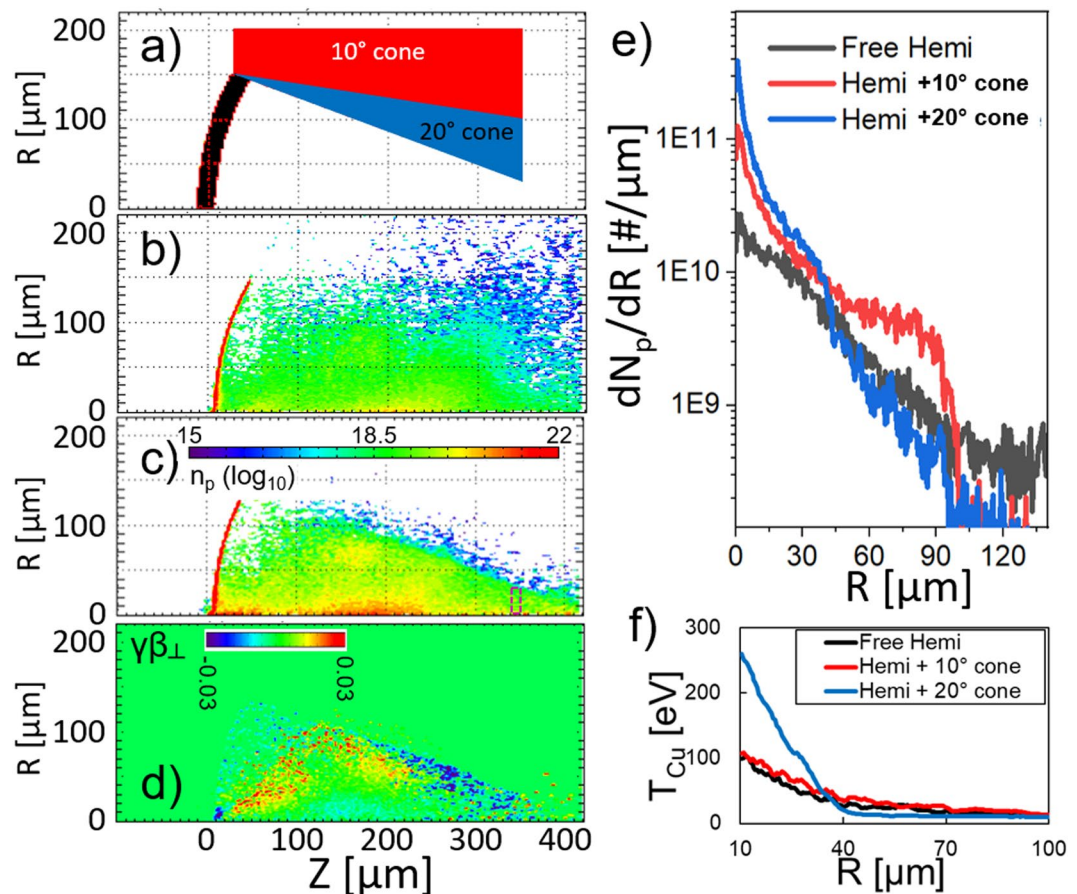 a)
10° cone
20° cone
R [μm]
200
100
0
b)
R [μm]
200
100
0
c)
15 18.5 22
n_p (log₁₀)
R [μm]
200
100
0
d)
γβ⊥
-0.03 0.03
R [μm]
200
100
0
0 100 200 300 400
Z [μm]
e)
Free Hemi
Hemi +10° cone
Hemi +20° cone
dN_p/dR [#/μm]
1E11
1E10
1E9
0 30 60 90 120
R [μm]
f)
Free Hemi
Hemi + 10° cone
Hemi + 20° cone
T_Cu [eV]
300
200
100
0
10 40 70 100
R [μm]